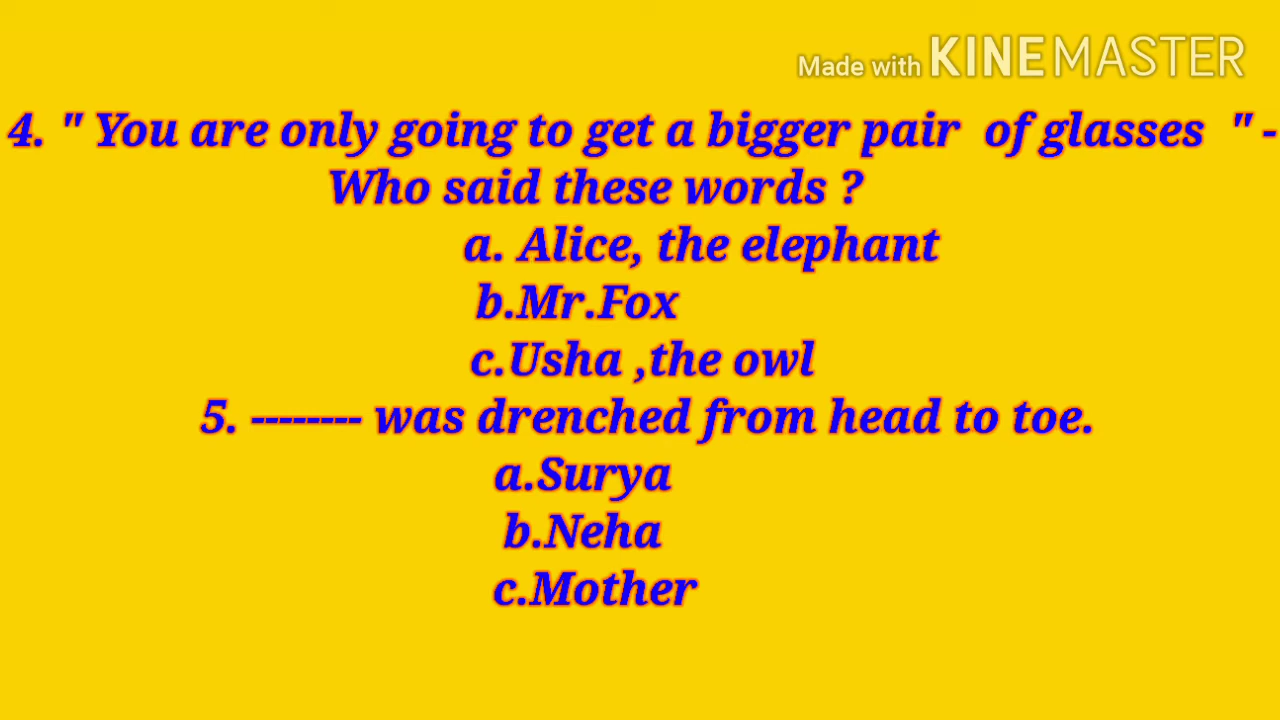 Made with KINEMASTER
4. " You are only going to get a bigger pair of glasses " -
Who said these words ?
a. Alice, the elephant
b.Mr.Fox
c.Usha ,the owl
5. -------- was drenched from head to toe.
a.Surya
b.Neha
c.Mother